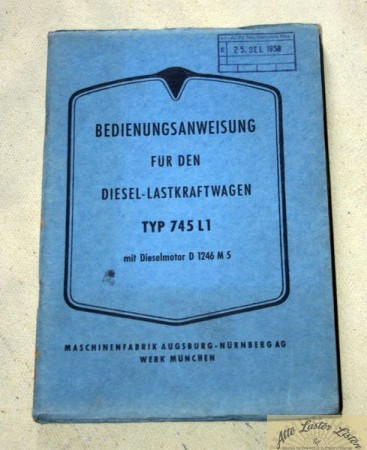 25. DEZ. 1958
BEDIENUNGSANWEISUNG
FÜR DEN
DIESEL-LASTKRAFTWAGEN
TYP 745 L1
mit Dieselmotor D 1246 M 5
MASCHINENFABRIK AUGSBURG-NÜRNBERG AG
WERK MÜNCHEN
Alte Laster Listen